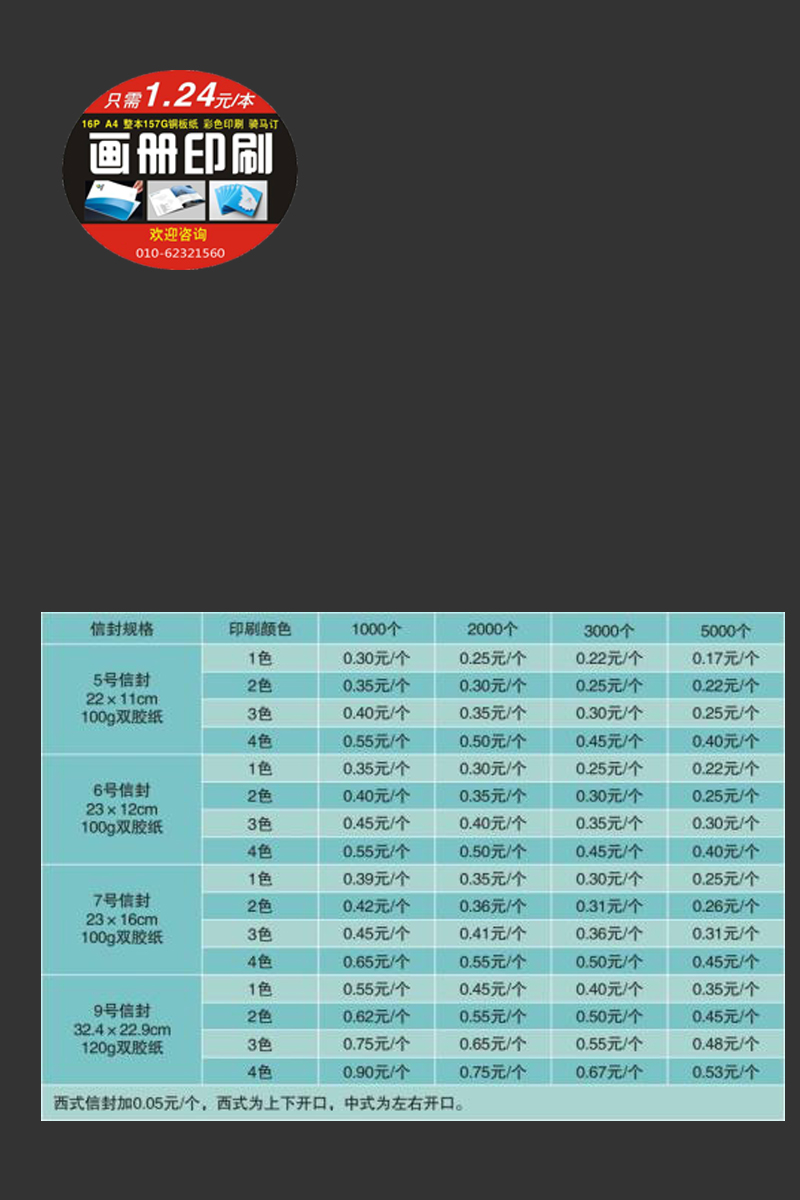 只需1.24元/本
16P A4 整本157G铜板纸 彩色印刷 骑马订
画册印刷
欢迎咨询
010-62321560
信封规格 印刷颜色 1000个 2000个 3000个 5000个
5号信封
22×11cm
100g双胶纸
1色 0.30元/个 0.25元/个 0.22元/个 0.17元/个
2色 0.35元/个 0.30元/个 0.25元/个 0.22元/个
3色 0.40元/个 0.35元/个 0.30元/个 0.25元/个
4色 0.55元/个 0.50元/个 0.45元/个 0.40元/个
6号信封
23×12cm
100g双胶纸
1色 0.35元/个 0.30元/个 0.25元/个 0.22元/个
2色 0.40元/个 0.35元/个 0.30元/个 0.25元/个
3色 0.45元/个 0.40元/个 0.35元/个 0.30元/个
4色 0.55元/个 0.50元/个 0.45元/个 0.40元/个
7号信封
23×16cm
100g双胶纸
1色 0.39元/个 0.35元/个 0.30元/个 0.25元/个
2色 0.42元/个 0.36元/个 0.31元/个 0.26元/个
3色 0.45元/个 0.41元/个 0.36元/个 0.31元/个
4色 0.65元/个 0.55元/个 0.50元/个 0.45元/个
9号信封
32.4×22.9cm
120g双胶纸
1色 0.55元/个 0.45元/个 0.40元/个 0.35元/个
2色 0.62元/个 0.55元/个 0.50元/个 0.45元/个
3色 0.75元/个 0.65元/个 0.55元/个 0.48元/个
4色 0.90元/个 0.75元/个 0.67元/个 0.53元/个
西式信封加0.05元/个，西式为上下开口，中式为左右开口。